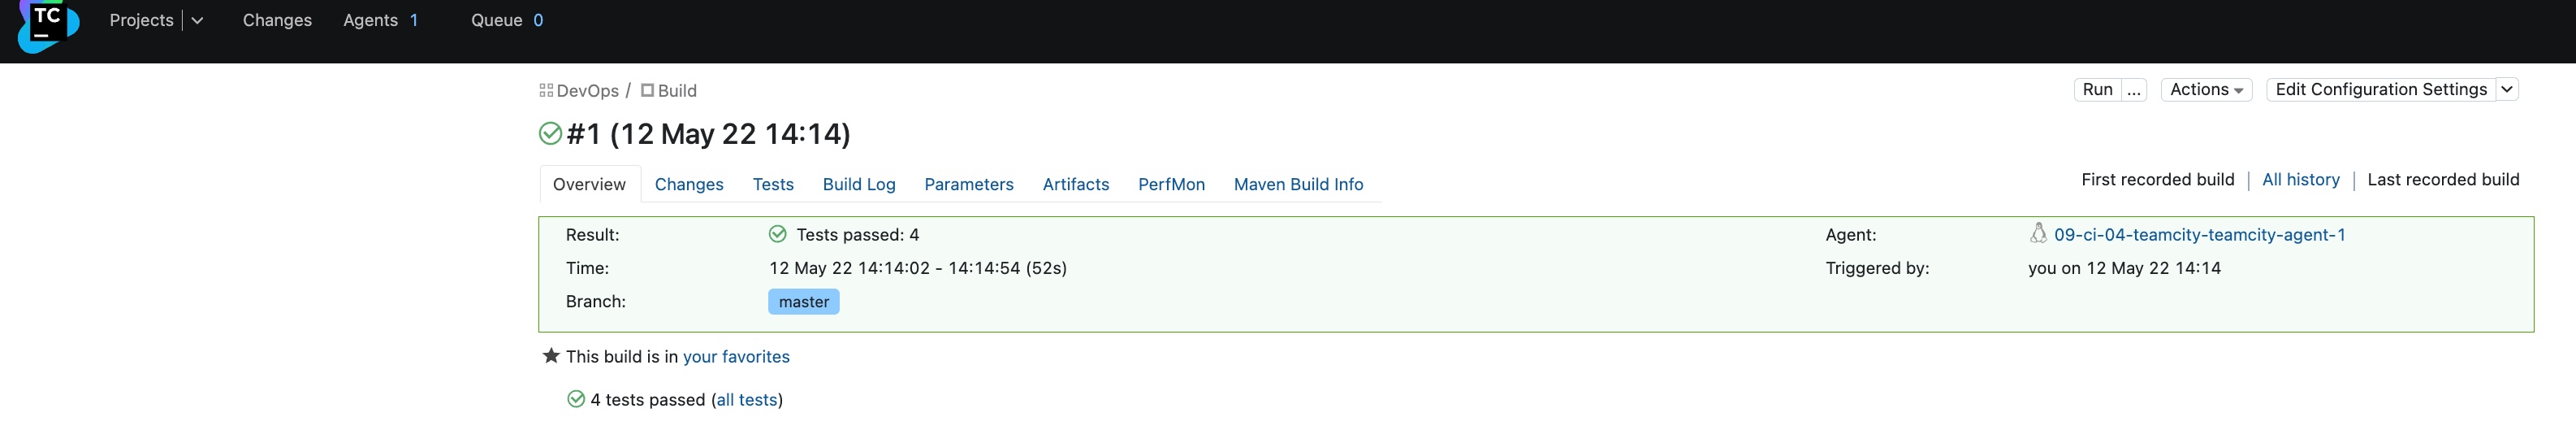 TC
Projects Changes Agents 1 Queue 0
DevOps / Build
Run ... Actions Edit Configuration Settings
#1 (12 May 22 14:14)
Overview Changes Tests Build Log Parameters Artifacts PerfMon Maven Build Info
First recorded build | All history | Last recorded build
Result: Tests passed: 4 Agent: 09-ci-04-teamcity-teamcity-agent-1
Time: 12 May 22 14:14:02 - 14:14:54 (52s) Triggered by: you on 12 May 22 14:14
Branch: master
This build is in your favorites
4 tests passed (all tests)